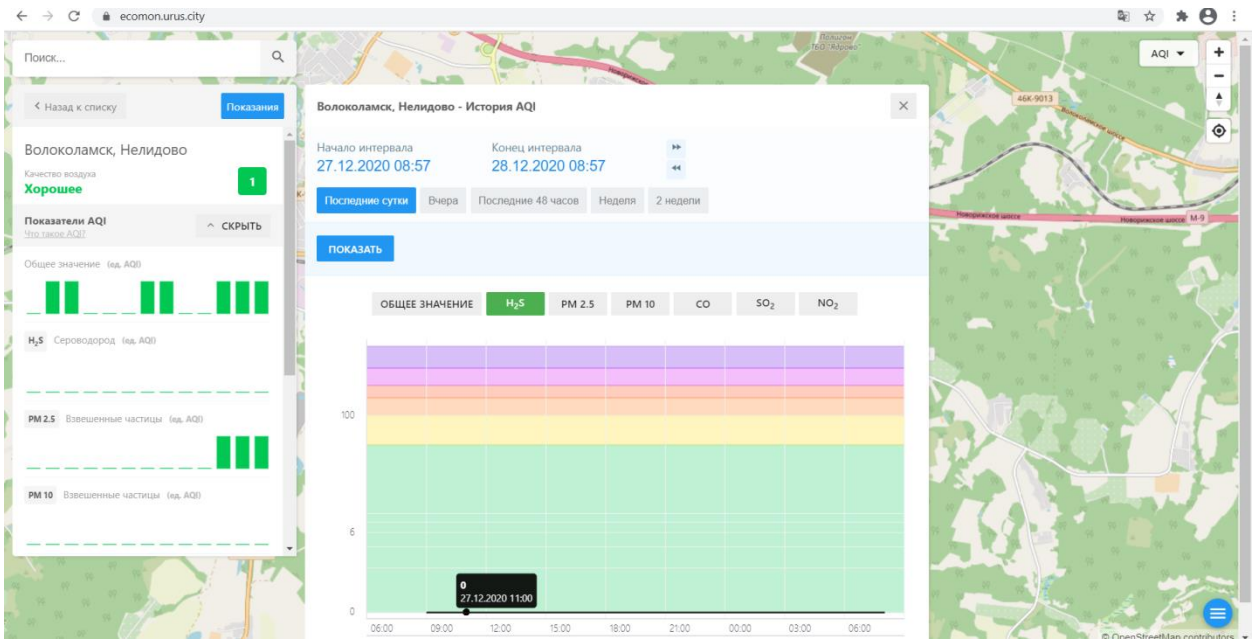 ecomon.urus.city
Поиск...
Полигон
ТБО "Ядрово"
AQI
46К-9013
Волоколамское шоссе
Новорижское шоссе
Новорижское шоссе
М-9
Назад к списку
Показания
Волоколамск, Нелидово
Качество воздуха
Хорошее
1
Показатели AQI
Что такое AQI?
СКРЫТЬ
Общее значение (ед. AQI)
H₂S Сероводород (ед. AQI)
PM 2.5 Взвешенные частицы (ед. AQI)
PM 10 Взвешенные частицы (ед. AQI)
Волоколамск, Нелидово - История AQI
Начало интервала Конец интервала
27.12.2020 08:57 28.12.2020 08:57
Последние сутки Вчера Последние 48 часов Неделя 2 недели
ПОКАЗАТЬ
ОБЩЕЕ ЗНАЧЕНИЕ H₂S PM 2.5 PM 10 CO SO₂ NO₂
100
6
0
0
27.12.2020 11:00
06:00 09:00 12:00 15:00 18:00 21:00 00:00 03:00 06:00
© OpenStreetMap contributors